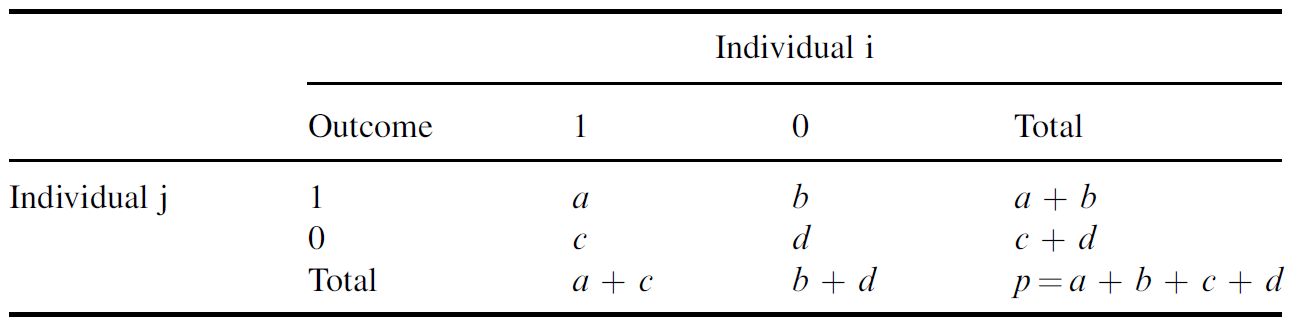 Individual i
Outcome 1 0 Total
Individual j 1 a b a + b
0 c d c + d
Total a + c b + d p = a + b + c + d